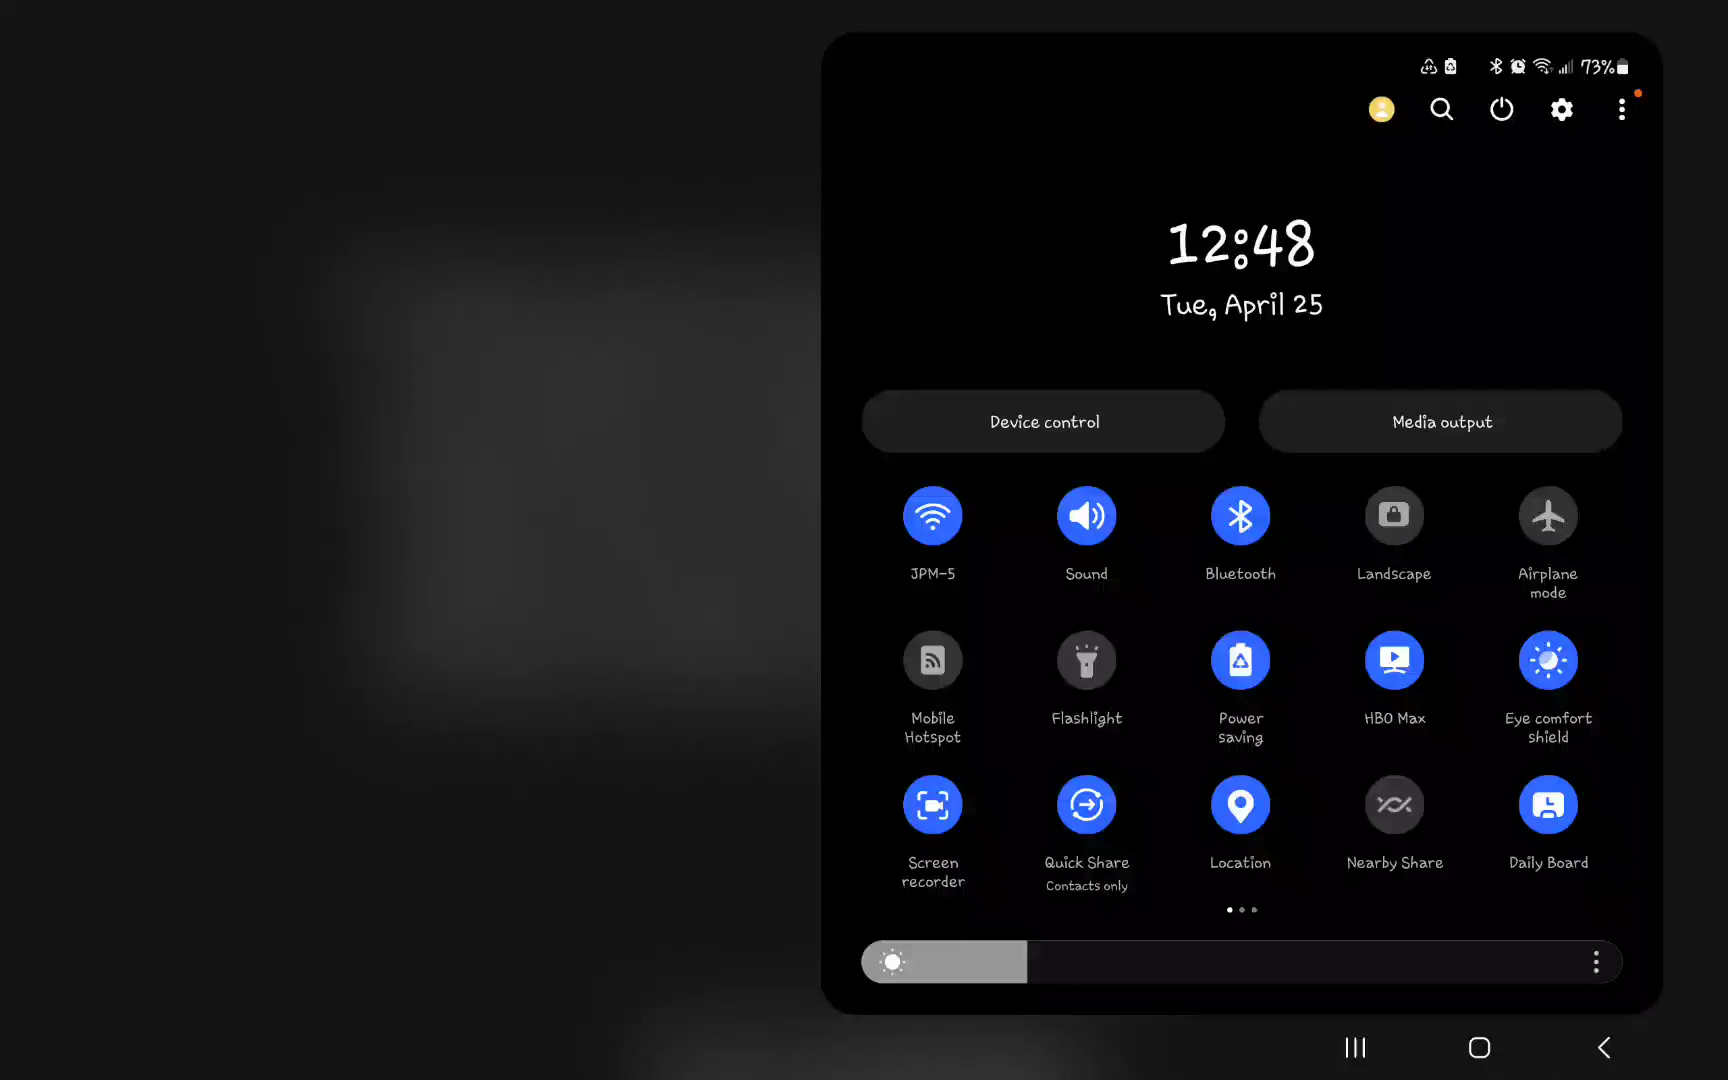 73%
12:48
Tue, April 25
Device control
Media output
JPM-5
Sound
Bluetooth
Landscape
Airplane
mode
Mobile
Hotspot
Flashlight
Power
saving
HBO Max
Eye comfort
shield
Screen
recorder
Quick Share
Contacts only
Location
Nearby Share
Daily Board